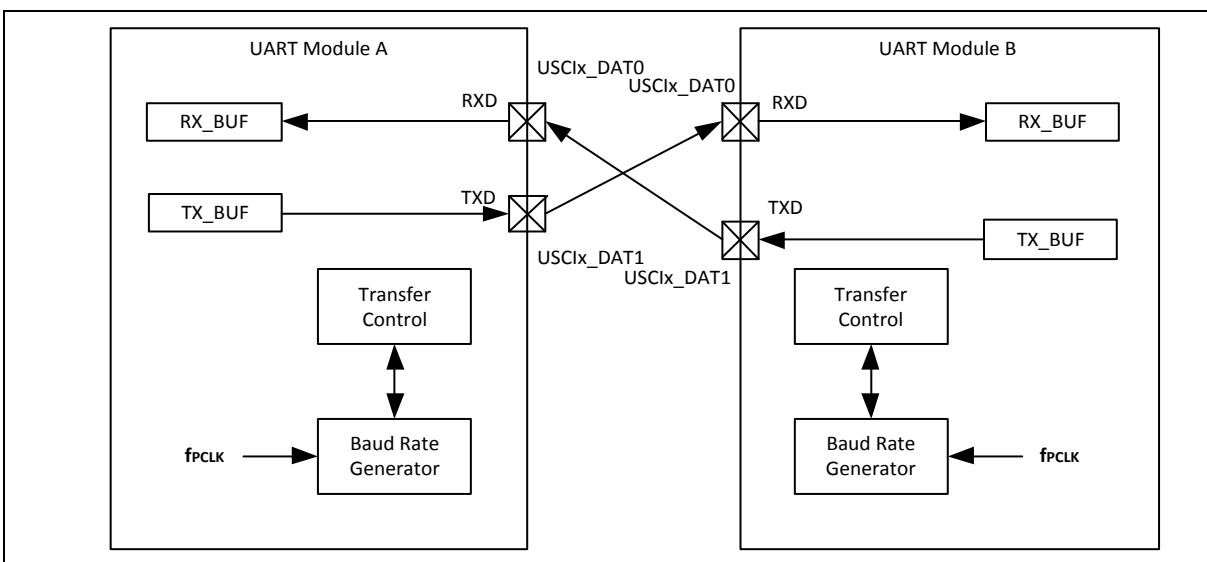 UART Module A
UART Module B
USCIx_DAT0
USCIx_DAT0
RXD
RXD
RX_BUF
RX_BUF
TXD
TXD
TX_BUF
TX_BUF
USCIx_DAT1
USCIx_DAT1
Transfer
Control
Transfer
Control
Baud Rate
Generator
fPCLK
Baud Rate
Generator
fPCLK